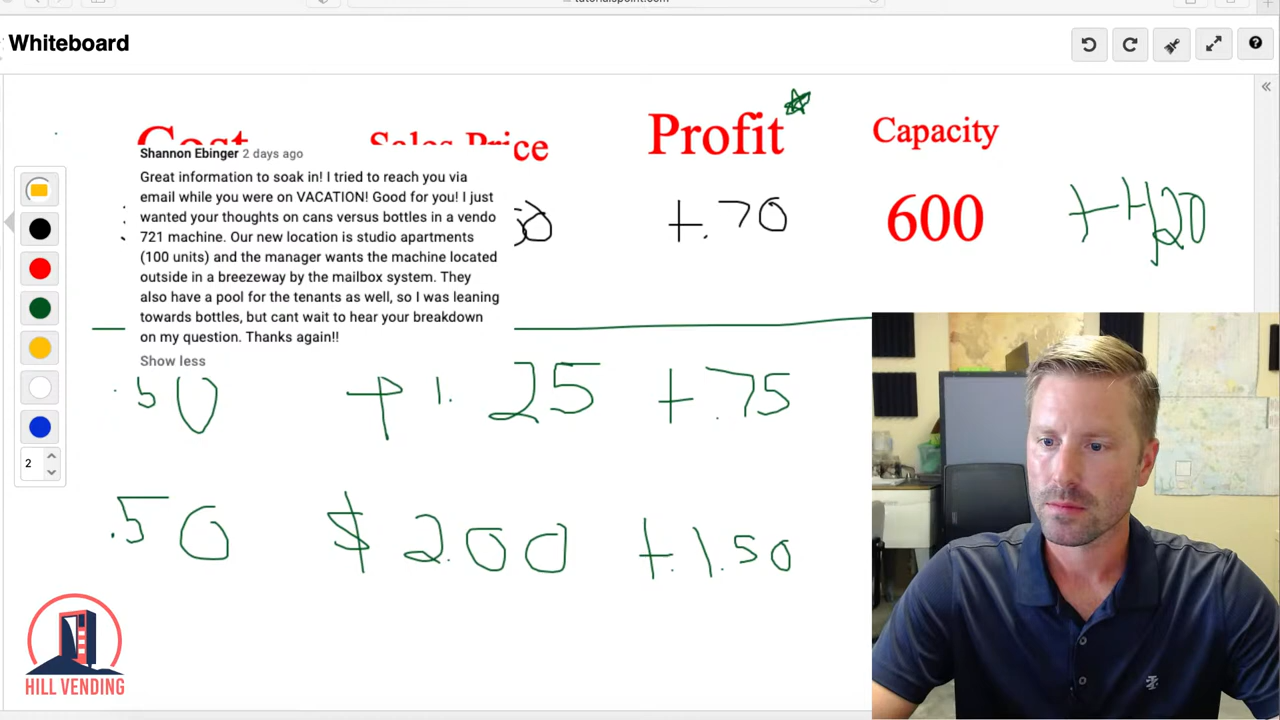 tutorialspoint.com
Whiteboard
Cost Sales Price Profit Capacity
Shannon Ebinger 2 days ago
Great information to soak in! I tried to reach you via
email while you were on VACATION! Good for you! I just
wanted your thoughts on cans versus bottles in a vendo
721 machine. Our new location is studio apartments
(100 units) and the manager wants the machine located
outside in a breezeway by the mailbox system. They
also have a pool for the tenants as well, so I was leaning
towards bottles, but cant wait to hear your breakdown
on my question. Thanks again!!
Show less
+.70 600 +420
.50 1.25 +.75
.50 $2.00 +1.50
2
HILL VENDING